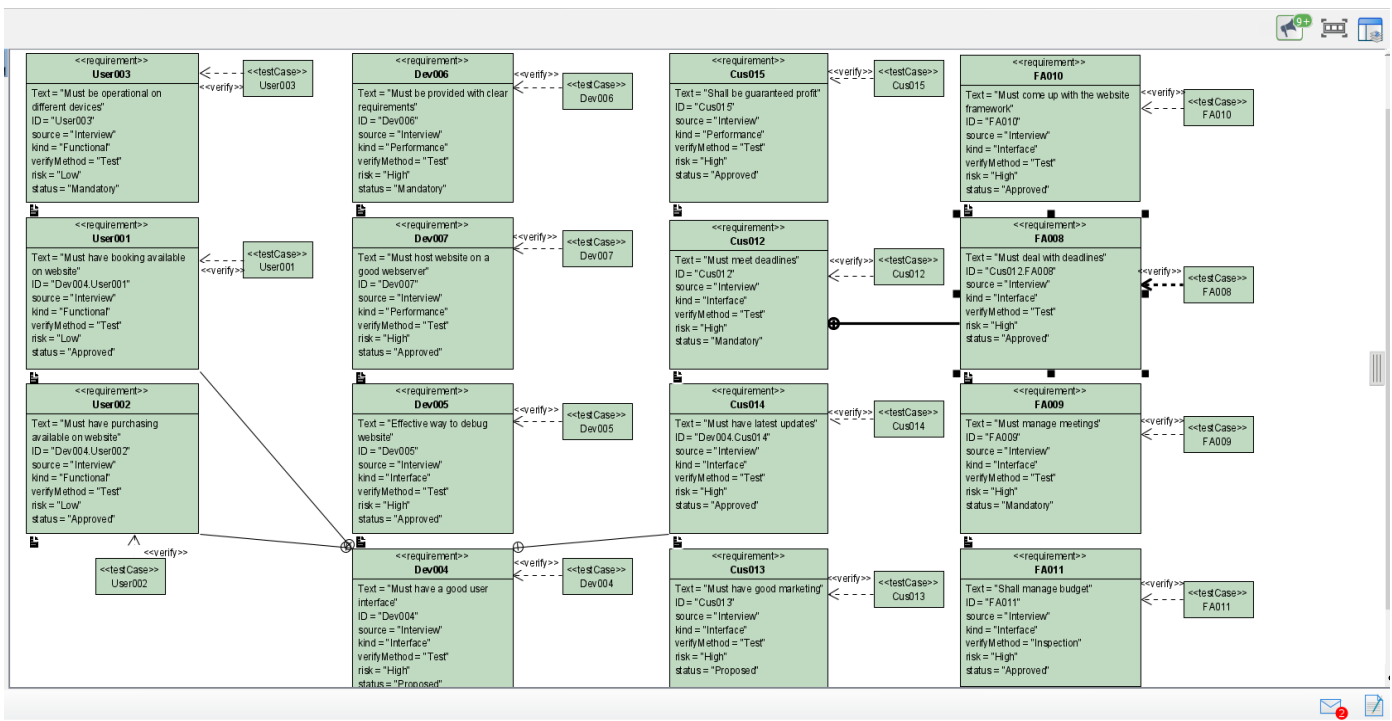 9+
<<requirement>>
User003
Text = "Must be operational on
different devices"
ID = "User003"
source = "Interview"
kind = "Functional"
verifyMethod = "Test"
risk = "Low"
status = "Mandatory"
<<verify>>
<<testCase>>
User003
<<requirement>>
Dev006
Text = "Must be provided with clear
requirements"
ID = "Dev006"
source = "Interview"
kind = "Performance"
verifyMethod = "Test"
risk = "High"
status = "Mandatory"
<<verify>>
<<testCase>>
Dev006
<<requirement>>
Cus015
Text = "Shall be guaranteed profit"
ID = "Cus015"
source = "Interview"
kind = "Performance"
verifyMethod = "Test"
risk = "High"
status = "Approved"
<<verify>>
<<testCase>>
Cus015
<<requirement>>
FA010
Text = "Must come up with the website
framework"
ID = "FA010"
source = "Interview"
kind = "Interface"
verifyMethod = "Test"
risk = "High"
status = "Approved"
<<verify>>
<<testCase>>
FA010
<<requirement>>
User001
Text = "Must have booking available
on website"
ID = "Dev004.User001"
source = "Interview"
kind = "Functional"
verifyMethod = "Test"
risk = "Low"
status = "Approved"
<<verify>>
<<testCase>>
User001
<<requirement>>
Dev007
Text = "Must host website on a
good webserver"
ID = "Dev007"
source = "Interview"
kind = "Performance"
verifyMethod = "Test"
risk = "High"
status = "Approved"
<<verify>>
<<testCase>>
Dev007
<<requirement>>
Cus012
Text = "Must meet deadlines"
ID = "Cus012"
source = "Interview"
kind = "Interface"
verifyMethod = "Test"
risk = "High"
status = "Mandatory"
<<verify>>
<<testCase>>
Cus012
<<requirement>>
FA008
Text = "Must deal with deadlines"
ID = "Cus012.FA008"
source = "Interview"
kind = "Interface"
verifyMethod = "Test"
risk = "High"
status = "Approved"
<<verify>>
<<testCase>>
FA008
<<requirement>>
User002
Text = "Must have purchasing
available on website"
ID = "Dev004.User002"
source = "Interview"
kind = "Functional"
verifyMethod = "Test"
risk = "Low"
status = "Approved"
<<verify>>
<<testCase>>
User002
<<requirement>>
Dev005
Text = "Effective way to debug
website"
ID = "Dev005"
source = "Interview"
kind = "Interface"
verifyMethod = "Test"
risk = "High"
status = "Approved"
<<verify>>
<<testCase>>
Dev005
<<requirement>>
Cus014
Text = "Must have latest updates"
ID = "Dev004.Cus014"
source = "Interview"
kind = "Interface"
verifyMethod = "Test"
risk = "High"
status = "Approved"
<<verify>>
<<testCase>>
Cus014
<<requirement>>
FA009
Text = "Must manage meetings"
ID = "FA009"
source = "Interview"
kind = "Interface"
verifyMethod = "Test"
risk = "High"
status = "Mandatory"
<<verify>>
<<testCase>>
FA009
<<requirement>>
Dev004
Text = "Must have a good user
interface"
ID = "Dev004"
source = "Interview"
kind = "Interface"
verifyMethod = "Test"
risk = "High"
status = "Proposed"
<<verify>>
<<testCase>>
Dev004
<<requirement>>
Cus013
Text = "Must have good marketing"
ID = "Cus013"
source = "Interview"
kind = "Interface"
verifyMethod = "Test"
risk = "High"
status = "Proposed"
<<verify>>
<<testCase>>
Cus013
<<requirement>>
FA011
Text = "Shall manage budget"
ID = "FA011"
source = "Interview"
kind = "Interface"
verifyMethod = "Inspection"
risk = "High"
status = "Approved"
<<verify>>
<<testCase>>
FA011
2